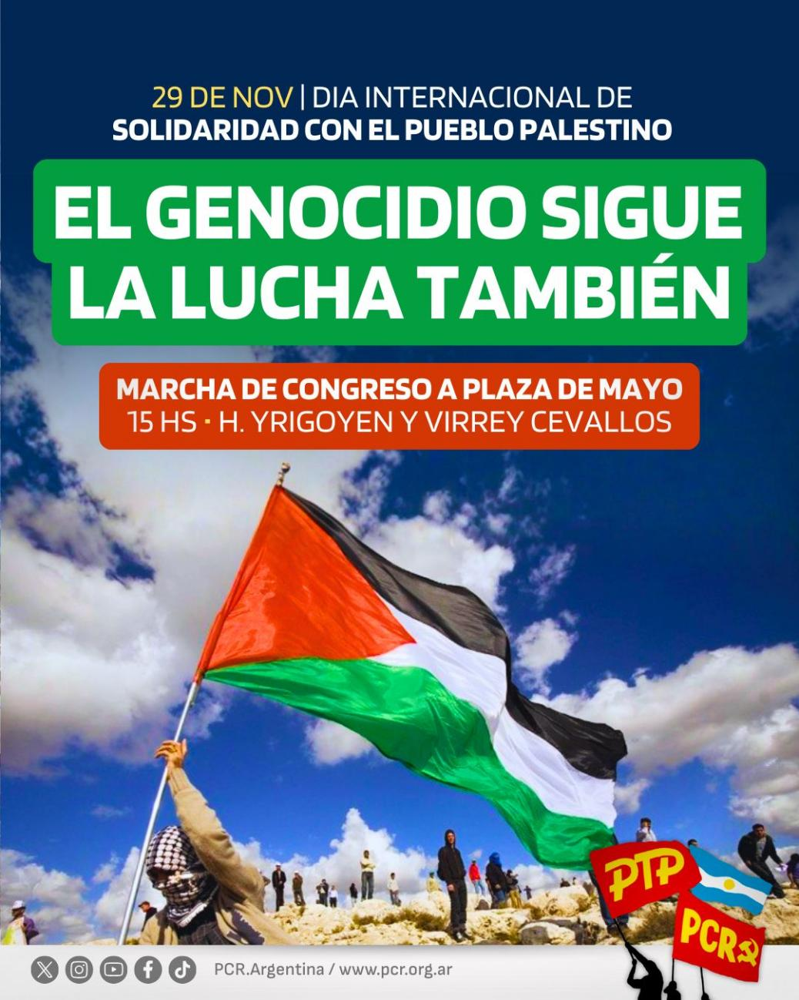 29 DE NOV | DIA INTERNACIONAL DE
SOLIDARIDAD CON EL PUEBLO PALESTINO
EL GENOCIDIO SIGUE
LA LUCHA TAMBIÉN
MARCHA DE CONGRESO A PLAZA DE MAYO
15 HS · H. YRIGOYEN Y VIRREY CEVALLOS
PTP
PCR
PCR.Argentina / www.pcr.org.ar